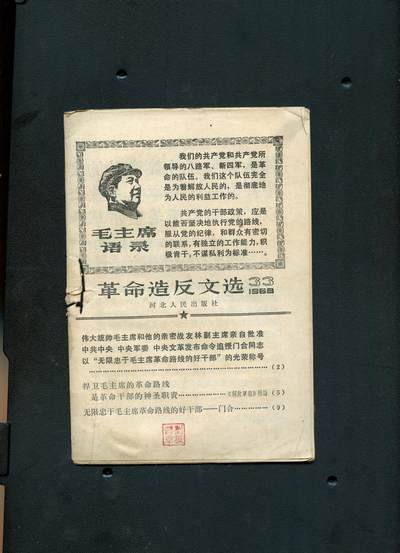 我们的共产党和共产党所
领导的八路军、新四军，是革
命的队伍。我们这个队伍完全
是为着解放人民的，是彻底地
为人民的利益工作的。
共产党的干部政策，应是
以能否坚决地执行党的路线，
服从党的纪律，和群众有密切
的联系，有独立的工作能力，积
极肯干，不谋私利为标准……。
毛主席
语录
革命造反文选 33
1968
河北人民出版社
伟大统帅毛主席和他的亲密战友林副主席亲自批准
中共中央 中央军委 中央文革发布命令追授门合同志
以“无限忠于毛主席革命路线的好干部”的光荣称号
……(2)
捍卫毛主席的革命路线
是革命干部的神圣职责……《解放军报》社论 (5)
无限忠于毛主席革命路线的好干部——门合……(9)